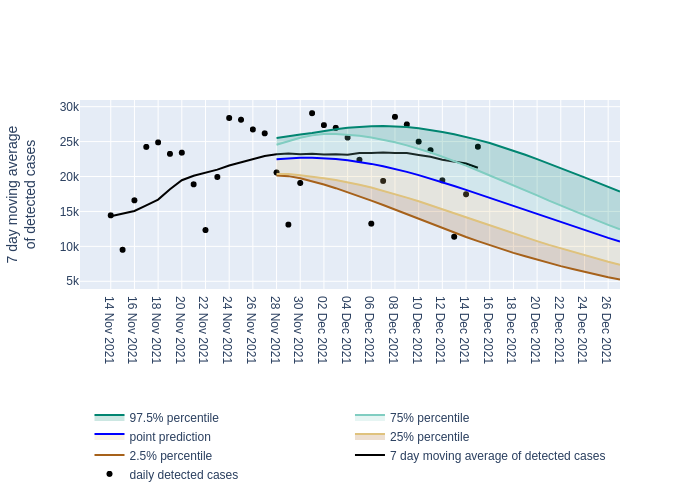 7 day moving average
of detected cases
30k
25k
20k
15k
10k
5k
14 Nov 2021
16 Nov 2021
18 Nov 2021
20 Nov 2021
22 Nov 2021
24 Nov 2021
26 Nov 2021
28 Nov 2021
30 Nov 2021
02 Dec 2021
04 Dec 2021
06 Dec 2021
08 Dec 2021
10 Dec 2021
12 Dec 2021
14 Dec 2021
16 Dec 2021
18 Dec 2021
20 Dec 2021
22 Dec 2021
24 Dec 2021
26 Dec 2021
97.5% percentile
75% percentile
point prediction
25% percentile
2.5% percentile
7 day moving average of detected cases
daily detected cases